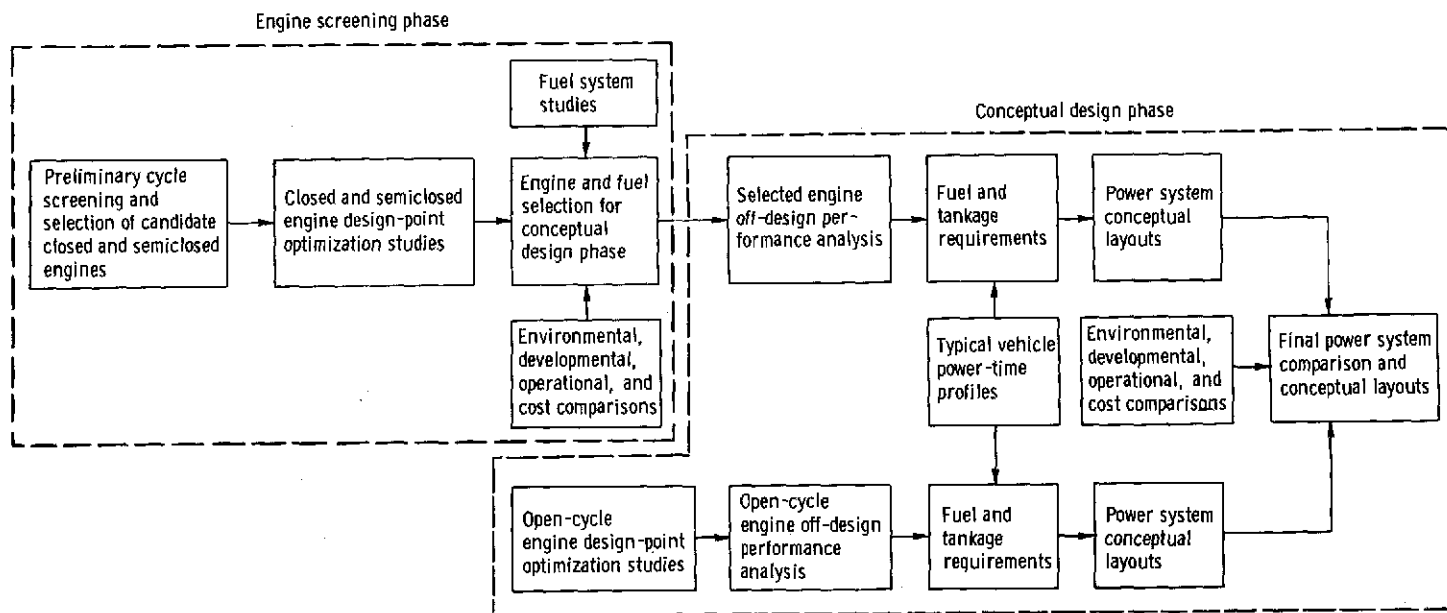 Engine screening phase
Fuel system
studies
Preliminary cycle
screening and
selection of candidate
closed and semiclosed
engines
Closed and semiclosed
engine design-point
optimization studies
Engine and fuel
selection for
conceptual
design phase
Environmental,
developmental,
operational, and
cost comparisons
Conceptual design phase
Selected engine
off-design per-
formance analysis
Fuel and
tankage
requirements
Power system
conceptual
layouts
Typical vehicle
power-time
profiles
Environmental,
developmental,
operational, and
cost comparisons
Final power system
comparison and
conceptual layouts
Open-cycle
engine design-point
optimization studies
Open-cycle
engine off-design
performance
analysis
Fuel and
tankage
requirements
Power system
conceptual
layouts